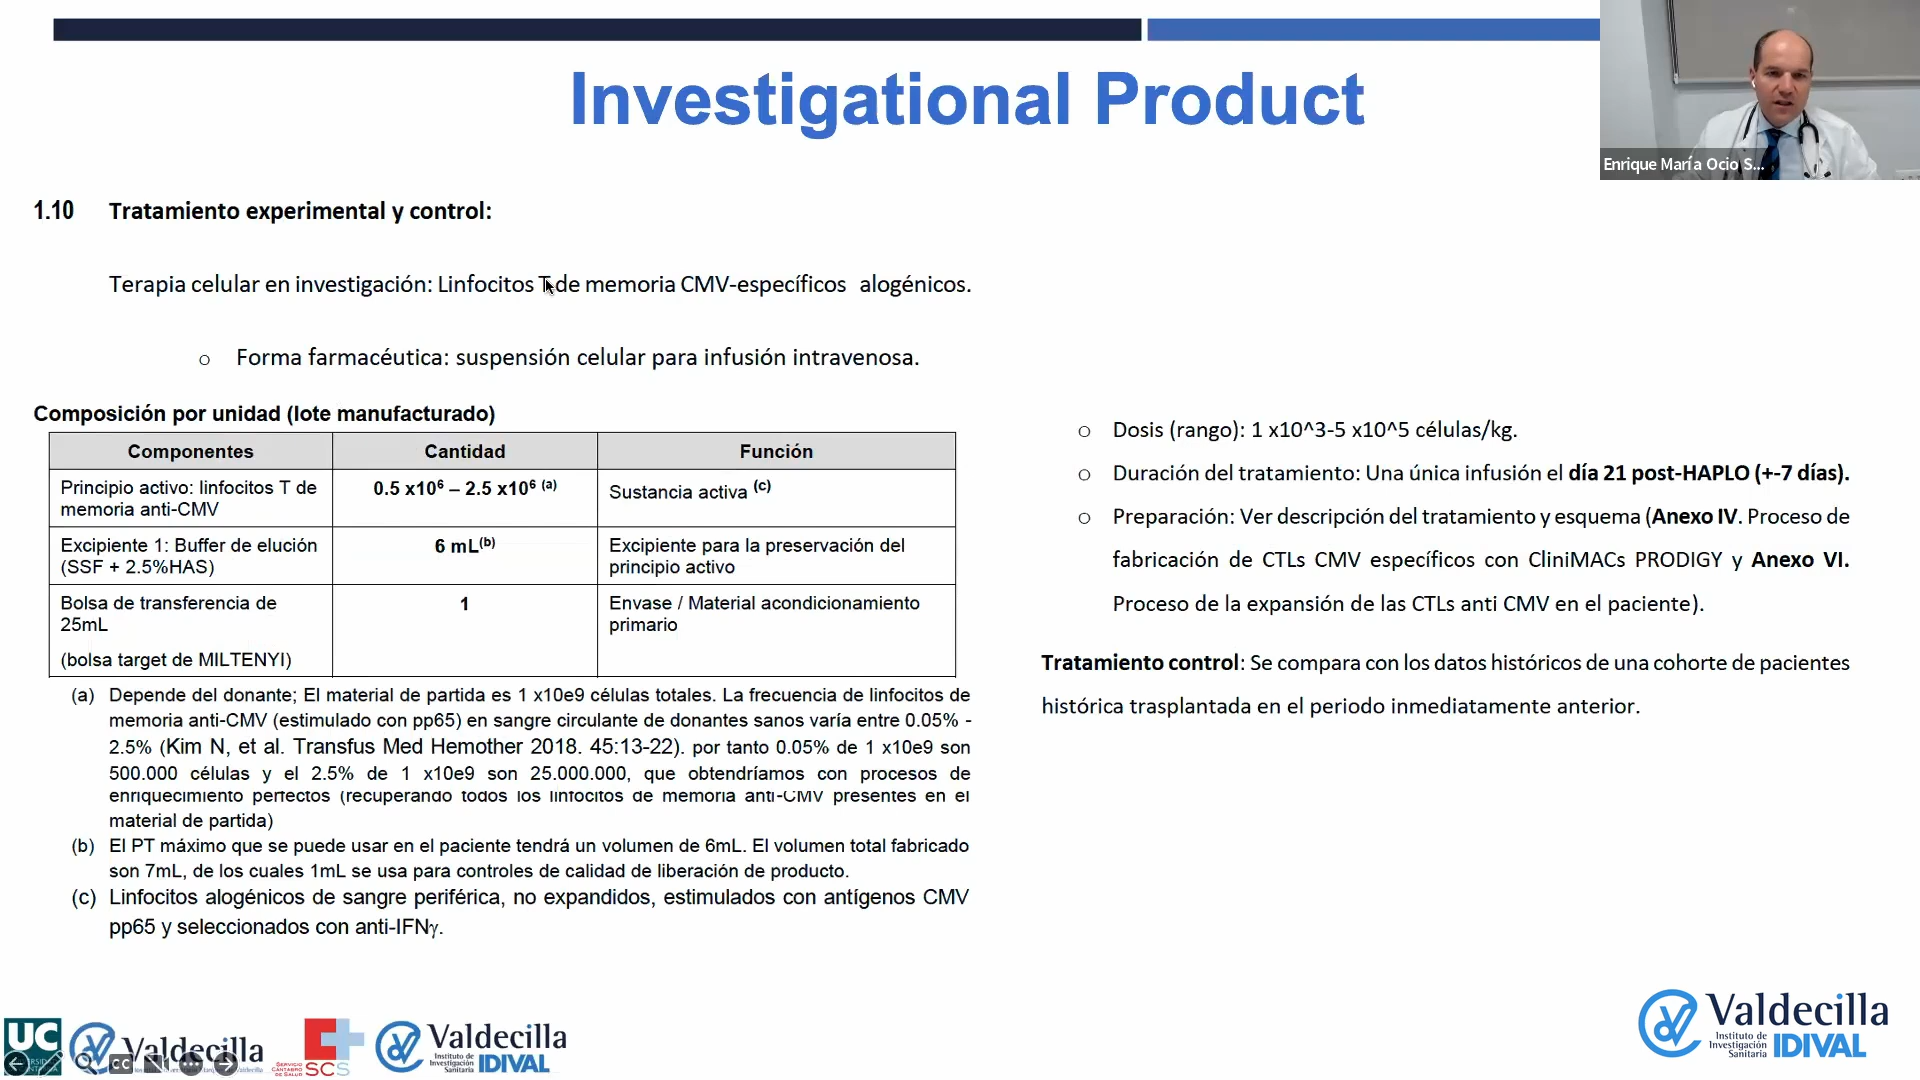 Investigational Product
Enrique María Ocio S...
1.10 Tratamiento experimental y control:
Terapia celular en investigación: Linfocitos T de memoria CMV-específicos alogénicos.
o Forma farmacéutica: suspensión celular para infusión intravenosa.
Composición por unidad (lote manufacturado)
Componentes Cantidad Función
Principio activo: linfocitos T de memoria anti-CMV 0.5 x10⁶ – 2.5 x10⁶ (a) Sustancia activa (c)
Excipiente 1: Buffer de elución (SSF + 2.5%HAS) 6 mL(b) Excipiente para la preservación del principio activo
Bolsa de transferencia de 25mL 1 Envase / Material acondicionamiento primario
(bolsa target de MILTENYI)
(a) Depende del donante; El material de partida es 1 x10e9 células totales. La frecuencia de linfocitos de
memoria anti-CMV (estimulado con pp65) en sangre circulante de donantes sanos varía entre 0.05% -
2.5% (Kim N, et al. Transfus Med Hemother 2018. 45:13-22). por tanto 0.05% de 1 x10e9 son
500.000 células y el 2.5% de 1 x10e9 son 25.000.000, que obtendríamos con procesos de
enriquecimiento perfectos (recuperando todos los linfocitos de memoria anti-CMV presentes en el
material de partida)
(b) El PT máximo que se puede usar en el paciente tendrá un volumen de 6mL. El volumen total fabricado
son 7mL, de los cuales 1mL se usa para controles de calidad de liberación de producto.
(c) Linfocitos alogénicos de sangre periférica, no expandidos, estimulados con antígenos CMV
pp65 y seleccionados con anti-IFNγ.
o Dosis (rango): 1 x10^3-5 x10^5 células/kg.
o Duración del tratamiento: Una única infusión el día 21 post-HAPLO (+-7 días).
o Preparación: Ver descripción del tratamiento y esquema (Anexo IV. Proceso de
fabricación de CTLs CMV específicos con CliniMACs PRODIGY y Anexo VI.
Proceso de la expansión de las CTLs anti CMV en el paciente).
Tratamiento control: Se compara con los datos históricos de una cohorte de pacientes
histórica trasplantada en el periodo inmediatamente anterior.
UC
Valdecilla
SERVICIO
CÁNTABRO
DE SALUD
SCS
Valdecilla
Instituto de
Investigación
Sanitaria
IDIVAL
Valdecilla
Instituto de
Investigación
Sanitaria
IDIVAL
CC